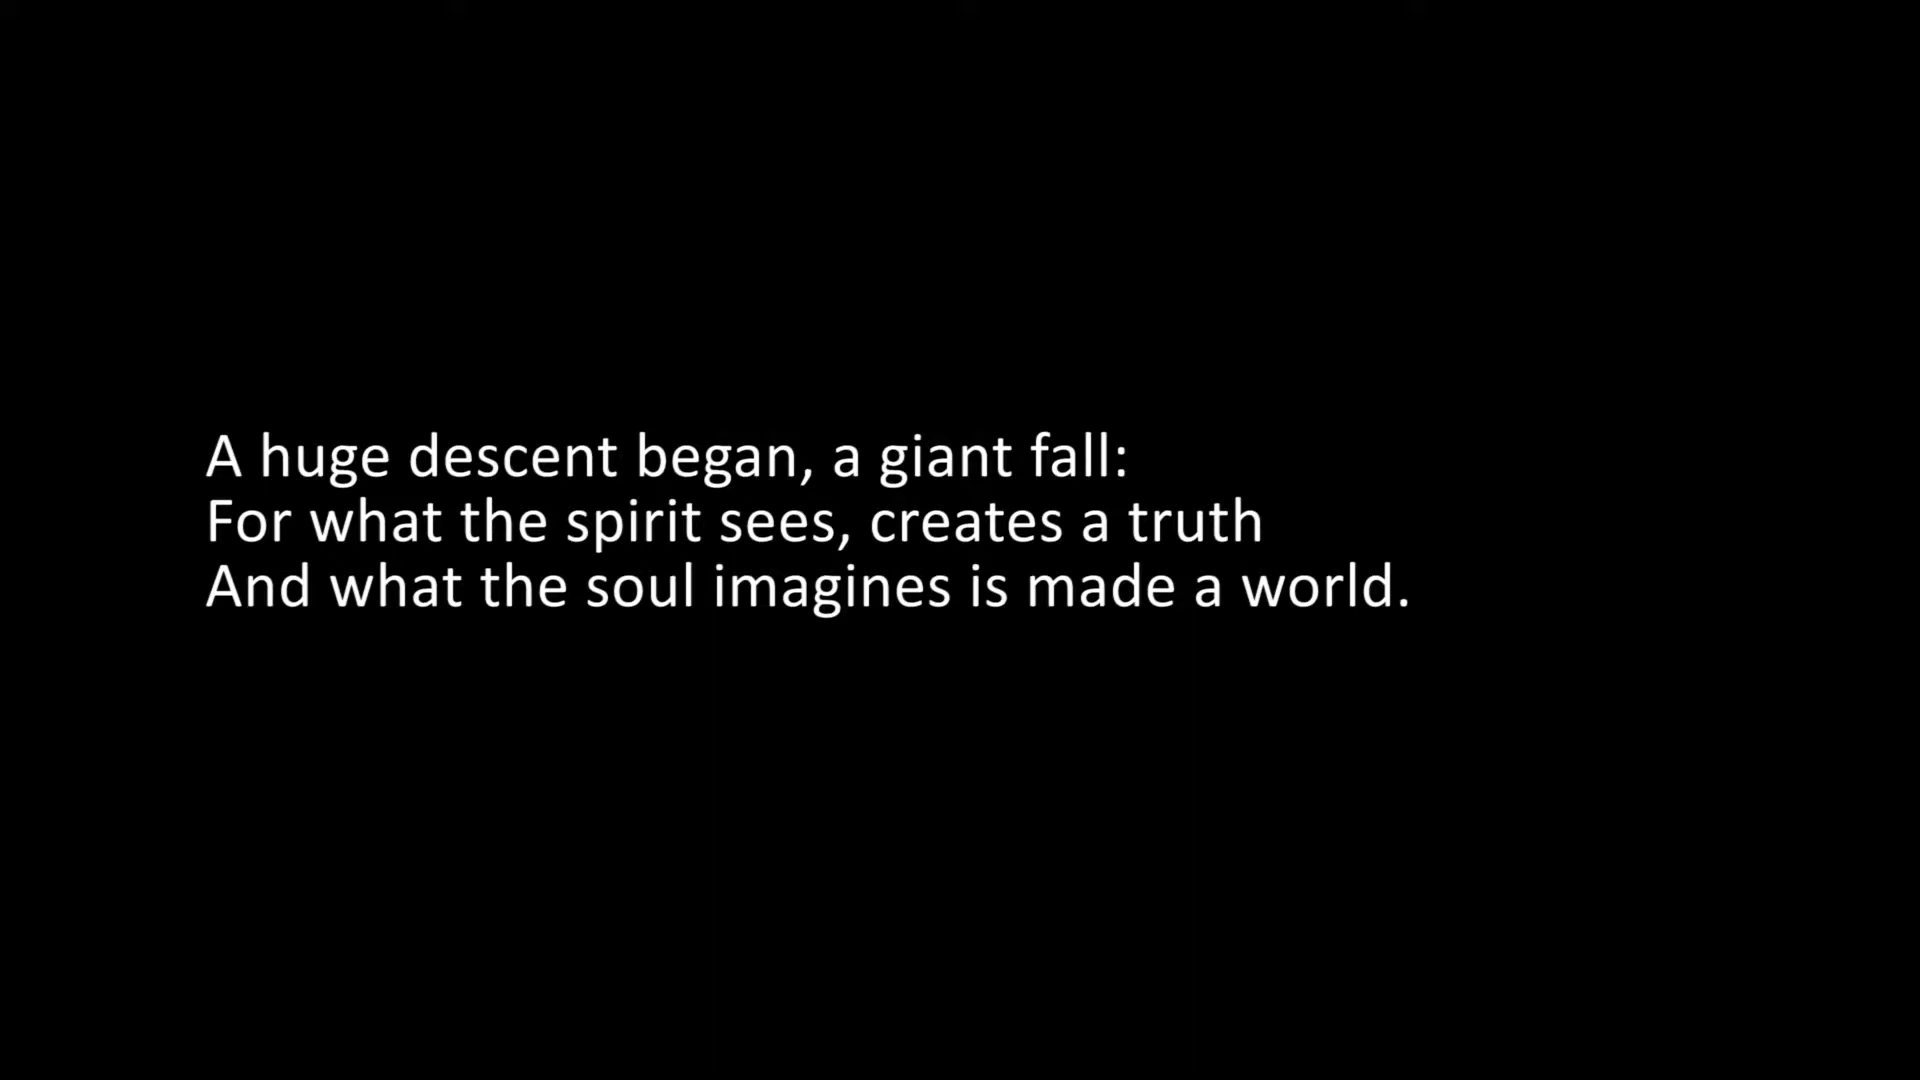 A huge descent began, a giant fall:
For what the spirit sees, creates a truth
And what the soul imagines is made a world.